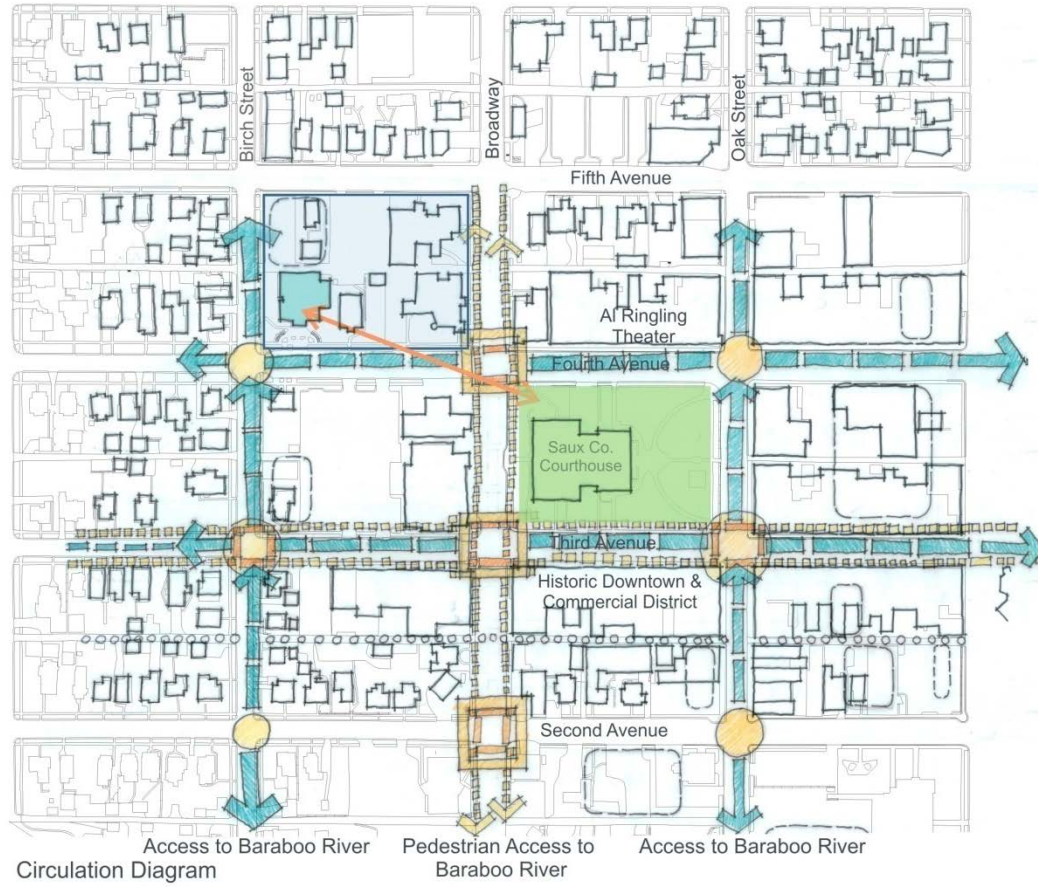 Birch Street
Broadway
Oak Street
Fifth Avenue
Al Ringling
Theater
Fourth Avenue
Saux Co.
Courthouse
Third Avenue
Historic Downtown &
Commercial District
Second Avenue
Access to Baraboo River
Pedestrian Access to
Baraboo River
Access to Baraboo River
Circulation Diagram